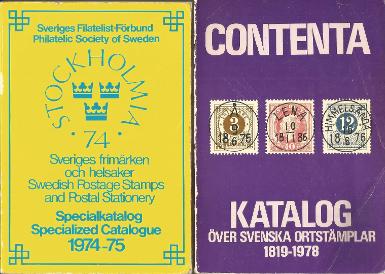 Sveriges Filatelist-Förbund
Philatelic Society of Sweden
STOCKHOLMIA
· 74 ·
Sveriges frimärken
och helsaker
Swedish Postage Stamps
and Postal Stationery
Specialkatalog
Specialized Catalogue
1974-75
CONTENTA
LENA
KATALOG
ÖVER SVENSKA ORTSTÄMPLAR
1819-1978